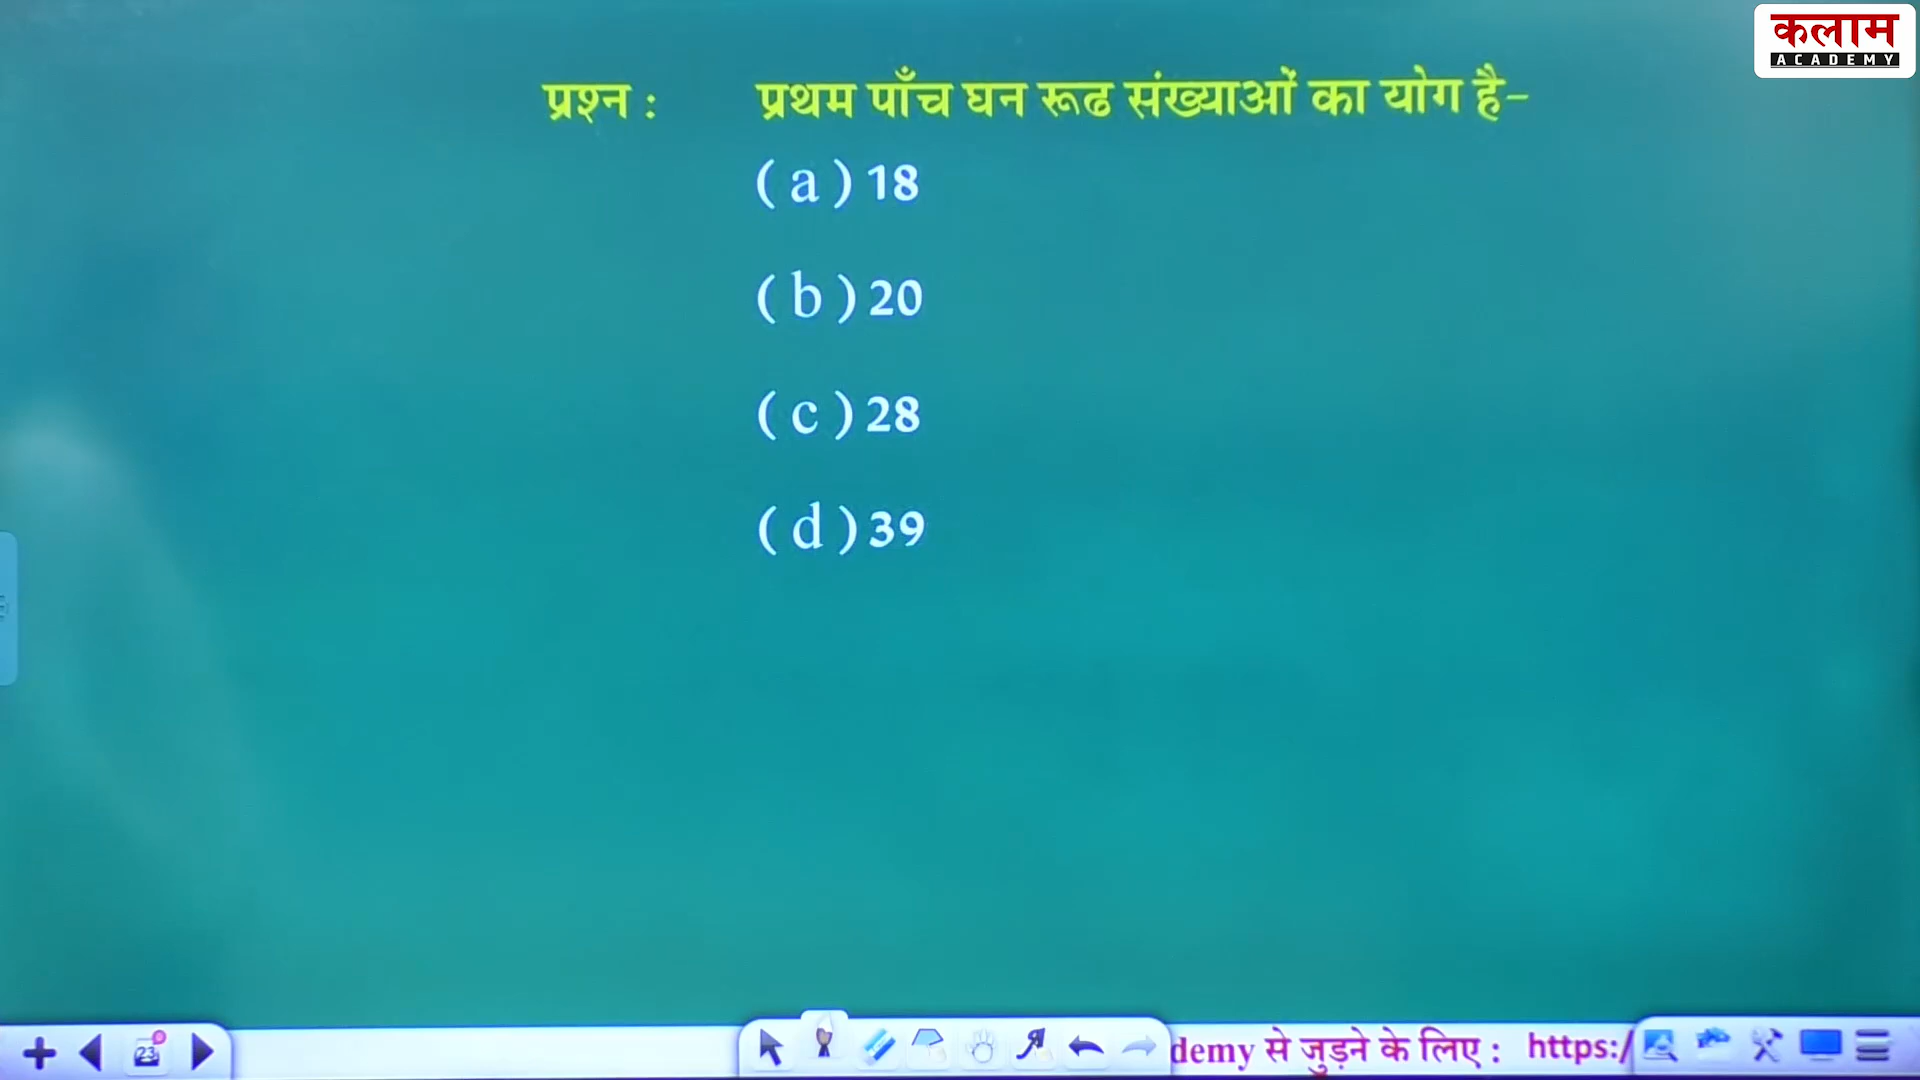 कलाम
ACADEMY
प्रश्न : प्रथम पाँच घन रूढ संख्याओं का योग है-
( a ) 18
( b ) 20
( c ) 28
( d ) 39
23
demy से जुड़ने के लिए : https:/